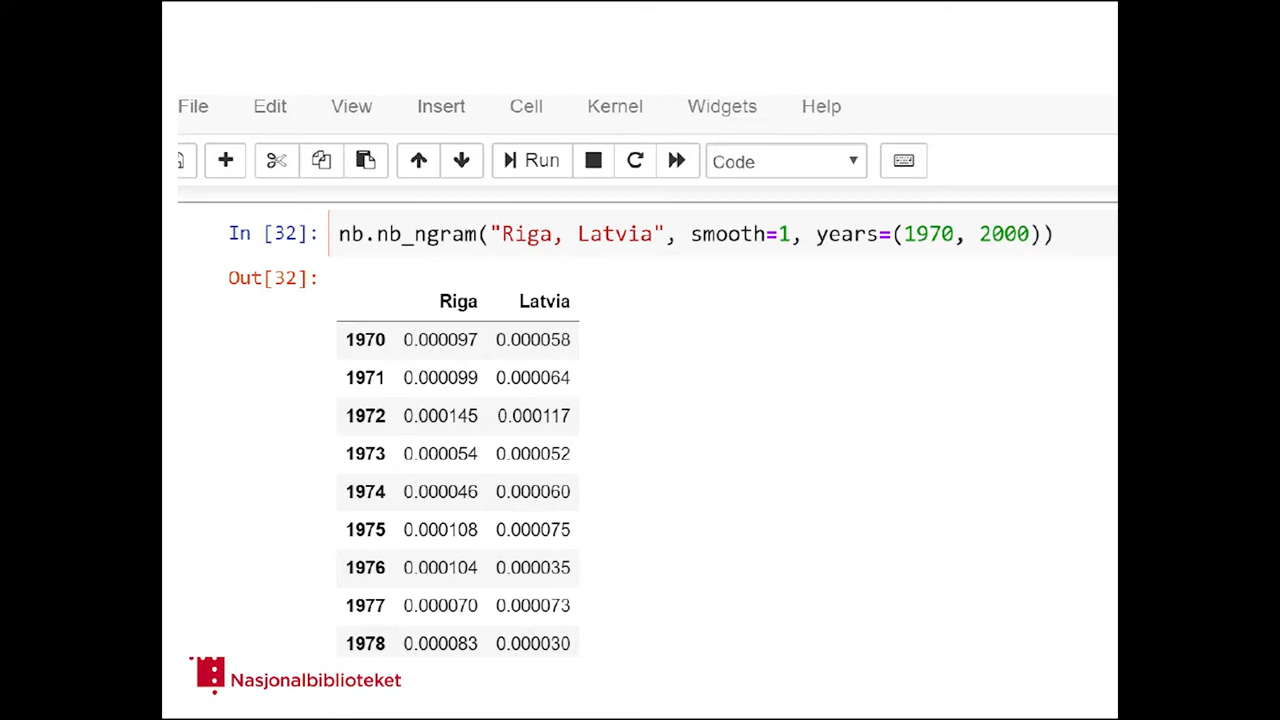 File Edit View Insert Cell Kernel Widgets Help
Run Code
In [32]: nb.nb_ngram("Riga, Latvia", smooth=1, years=(1970, 2000))
Out[32]:
Riga Latvia
1970 0.000097 0.000058
1971 0.000099 0.000064
1972 0.000145 0.000117
1973 0.000054 0.000052
1974 0.000046 0.000060
1975 0.000108 0.000075
1976 0.000104 0.000035
1977 0.000070 0.000073
1978 0.000083 0.000030
Nasjonalbiblioteket